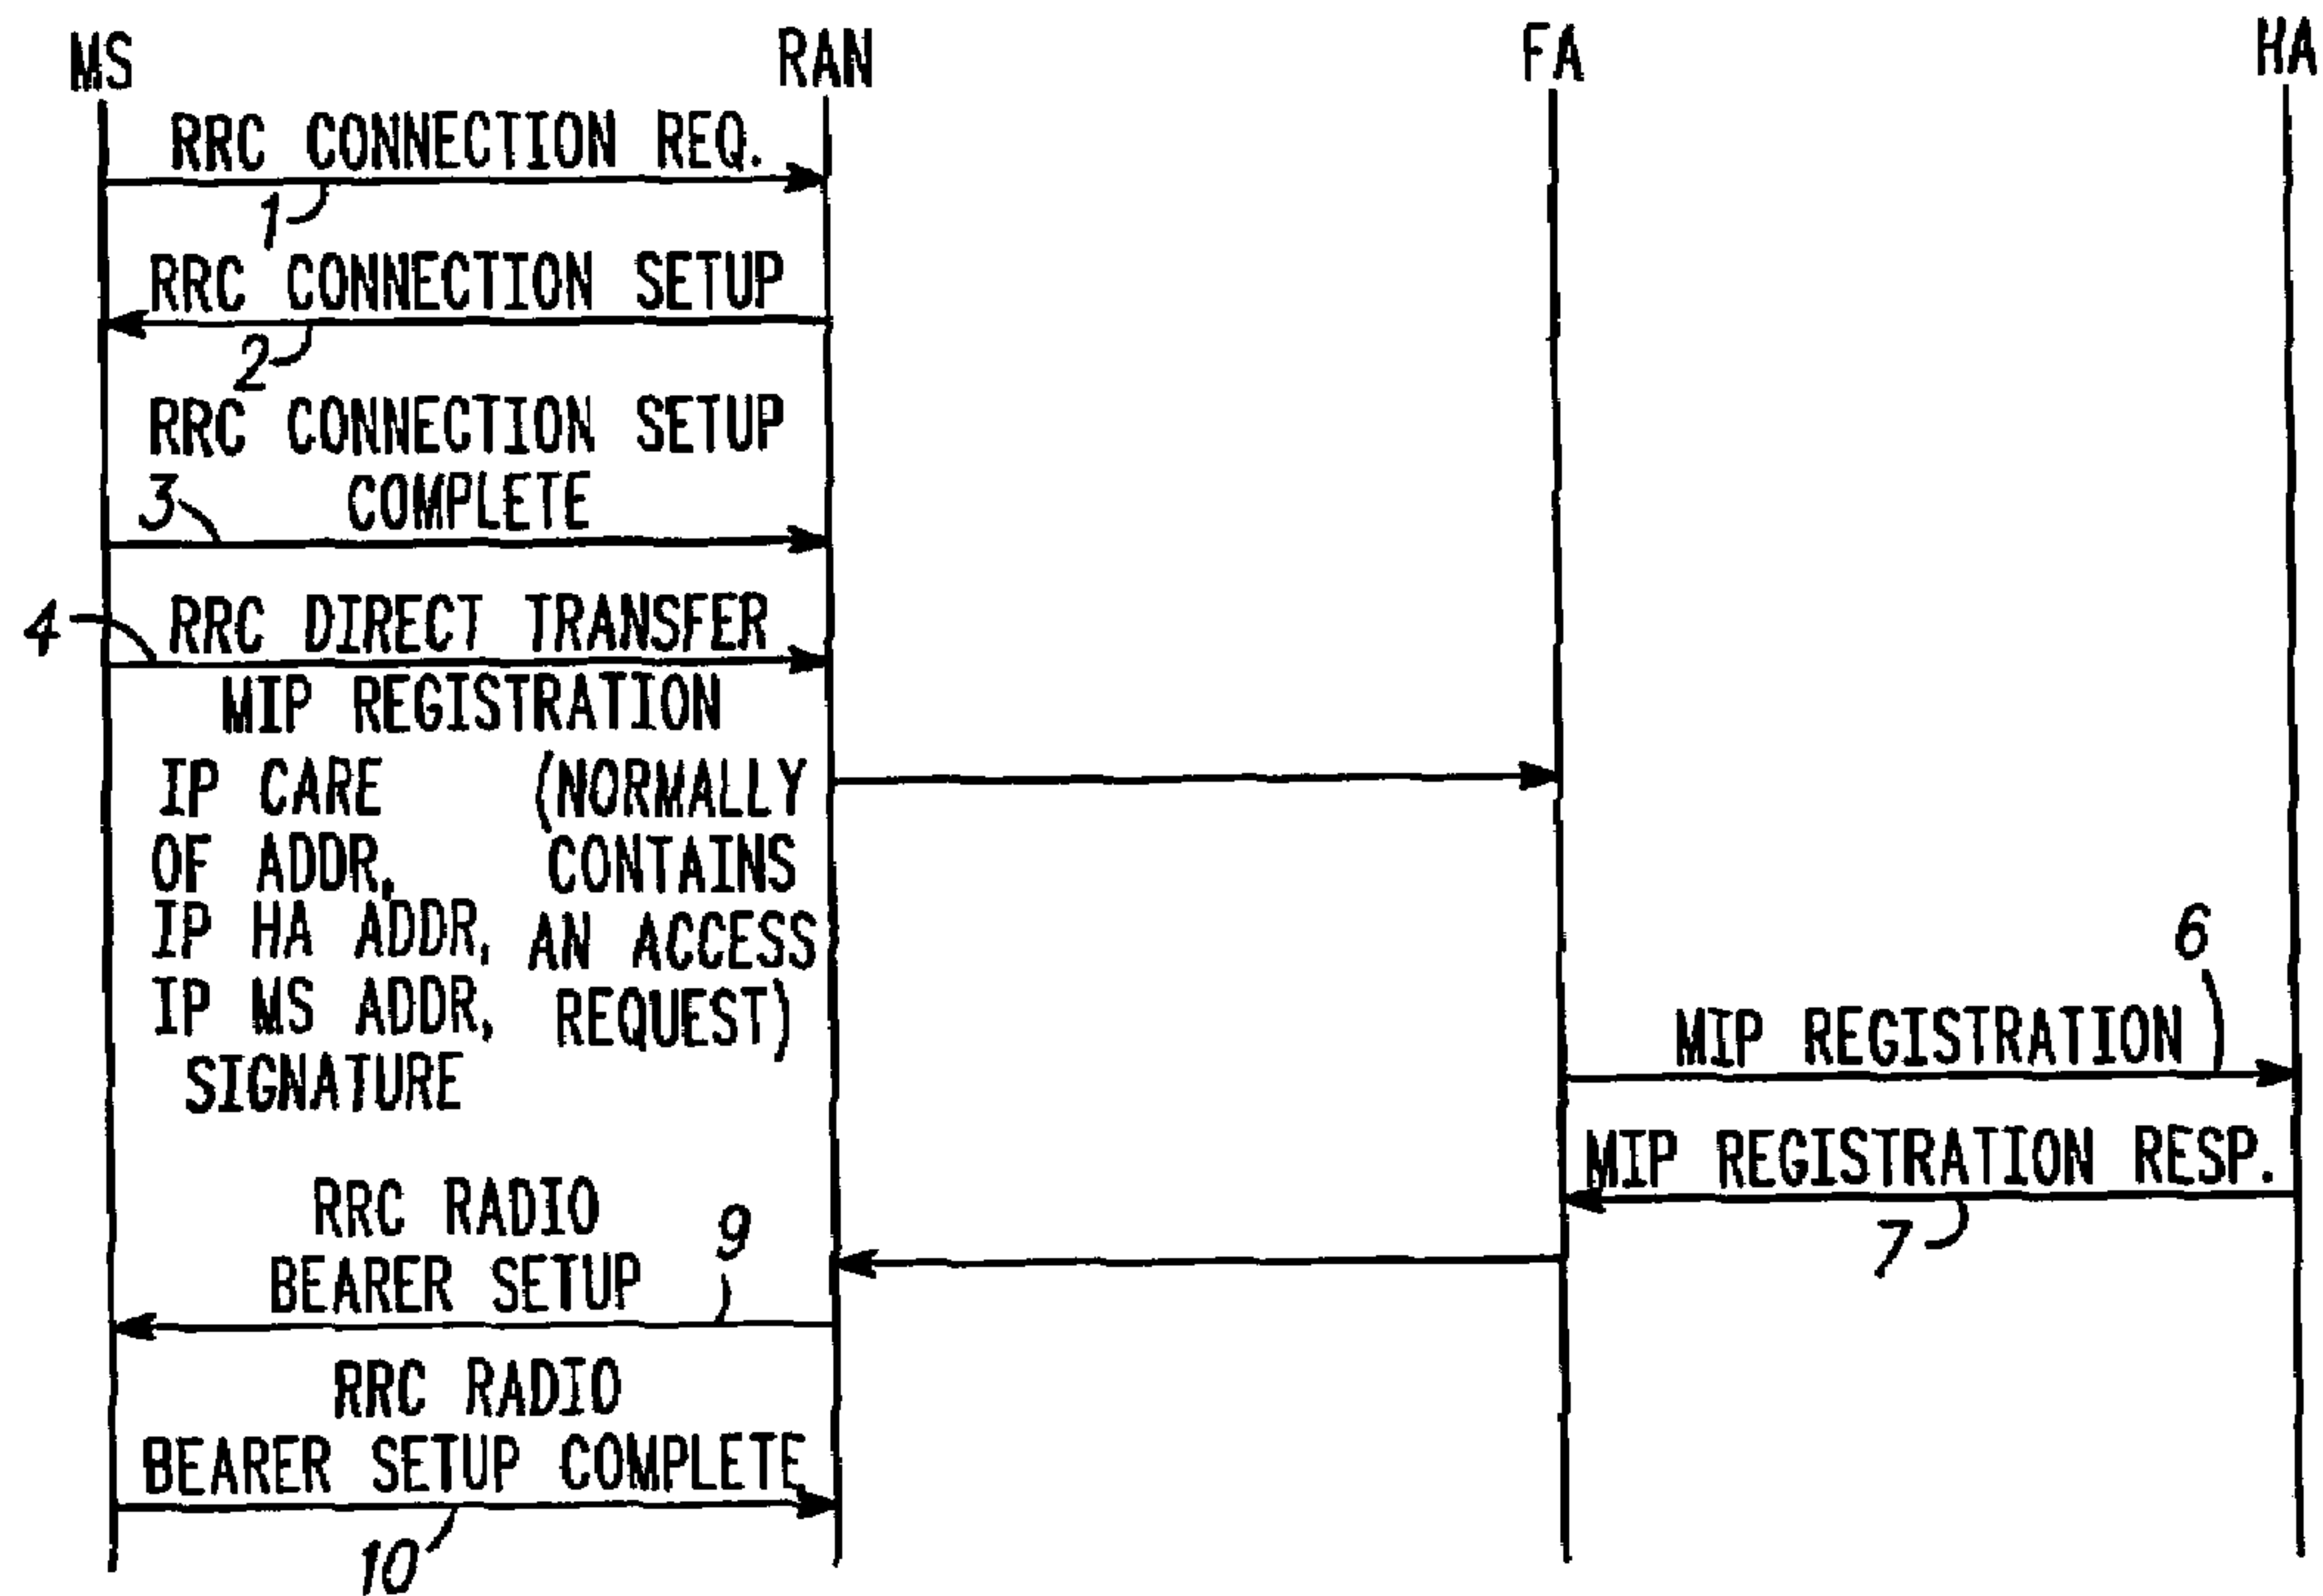 MS RAN FA HA
RRC CONNECTION REQ.
1
RRC CONNECTION SETUP
2
RRC CONNECTION SETUP
COMPLETE
3
4
RRC DIRECT TRANSFER
MIP REGISTRATION
IP CARE
OF ADDR,
IP HA ADDR,
IP MS ADDR,
SIGNATURE
(NORMALLY
CONTAINS
AN ACCESS
REQUEST)
6
MIP REGISTRATION
MIP REGISTRATION RESP.
7
RRC RADIO
BEARER SETUP
9
RRC RADIO
BEARER SETUP COMPLETE
10